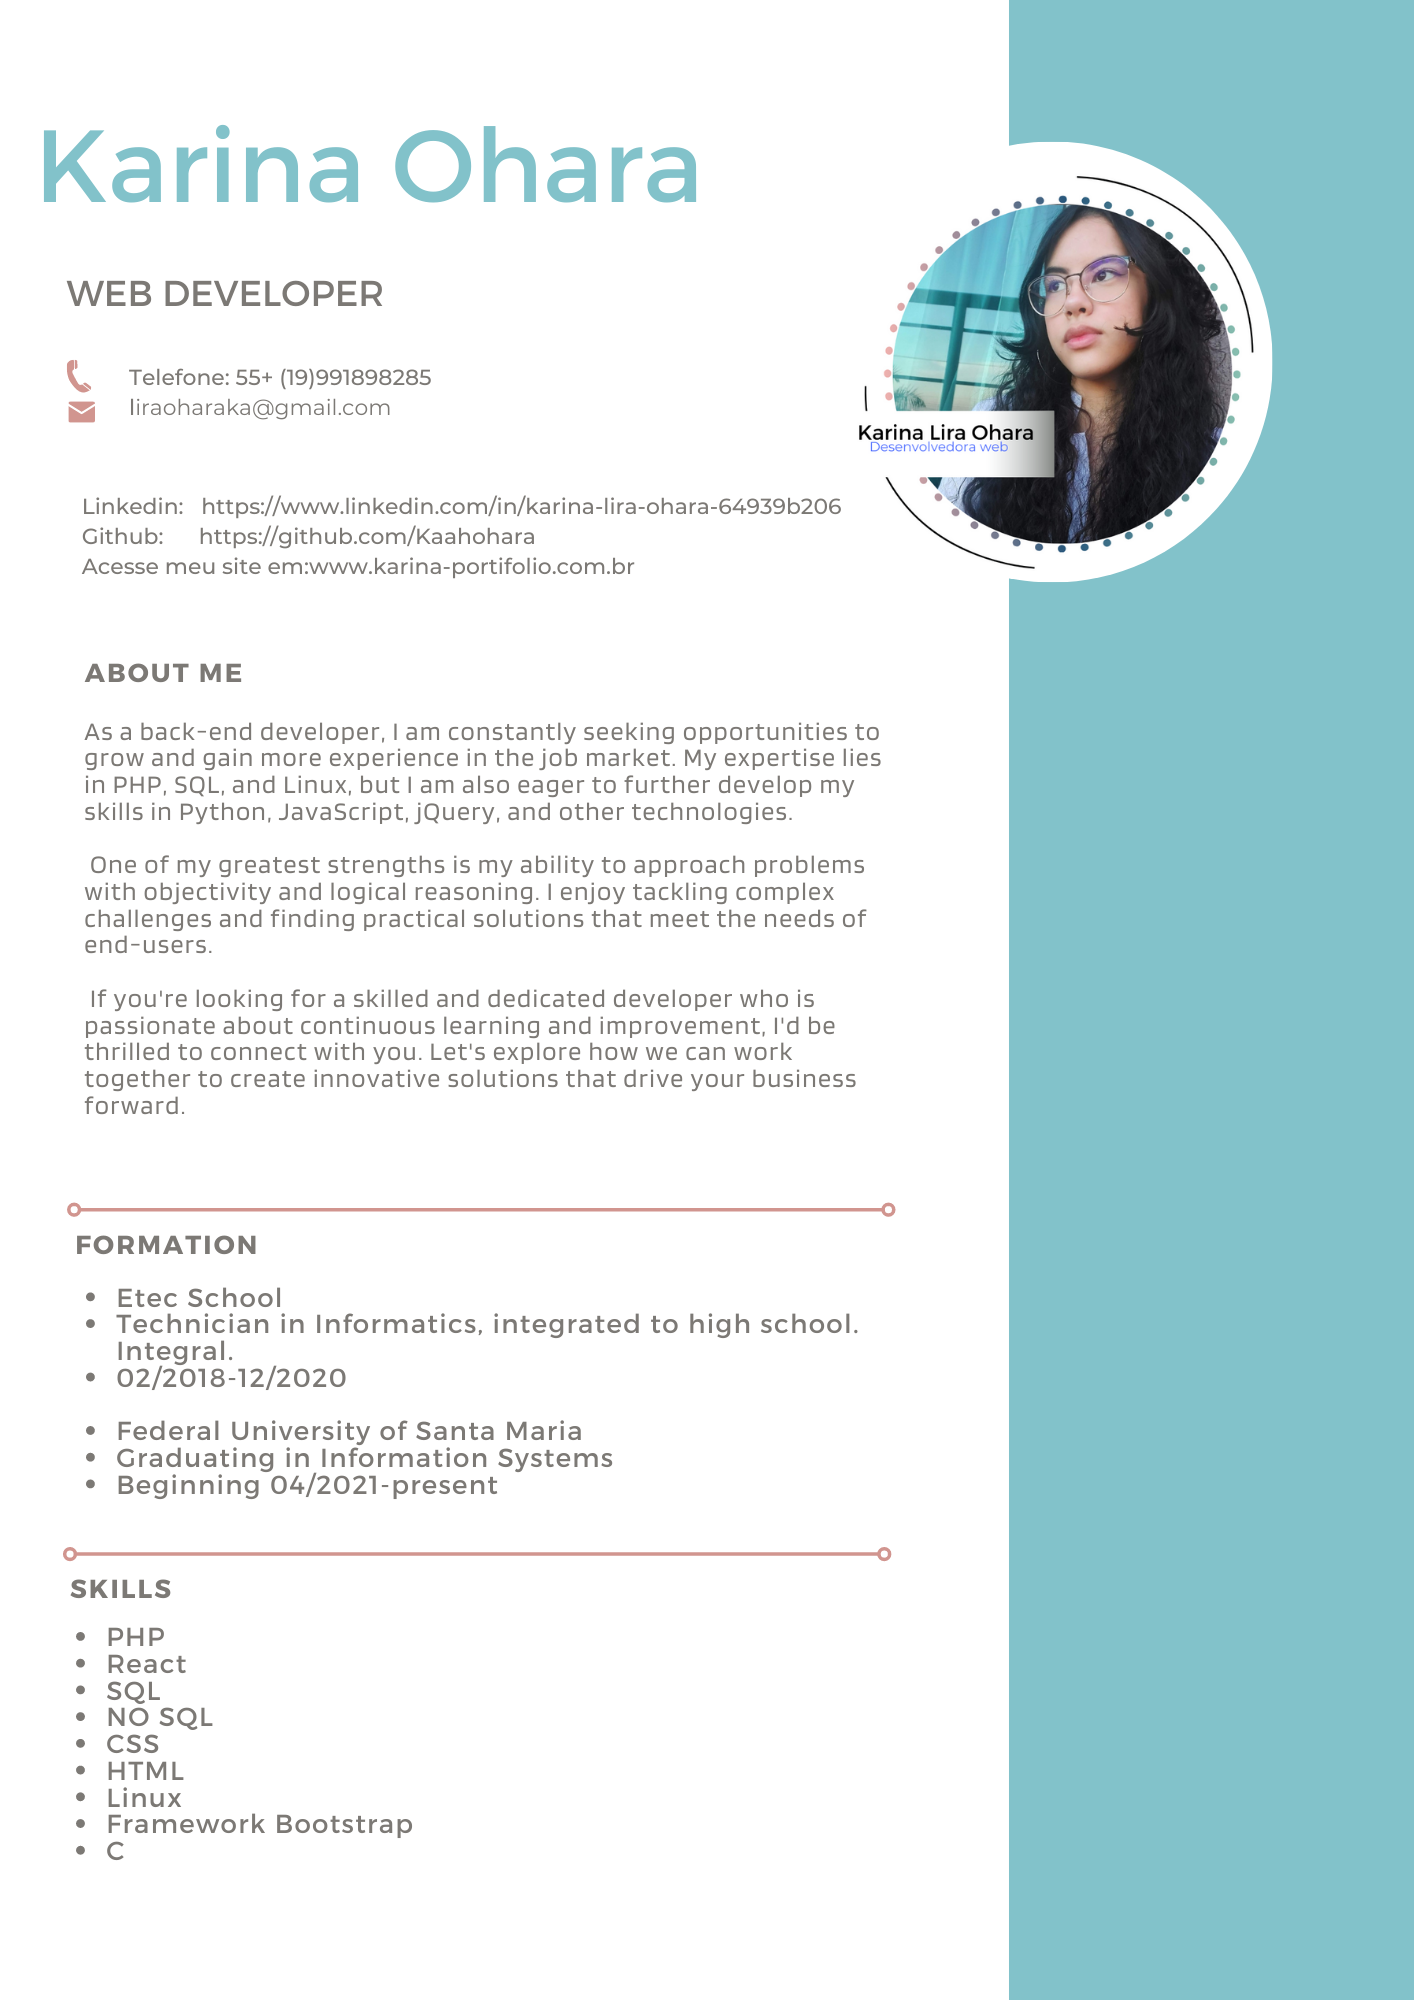 Karina Ohara
WEB DEVELOPER
Telefone: 55+ (19)991898285
liraoharaka@gmail.com
Karina Lira Ohara
Desenvolvedora web
Linkedin: https://www.linkedin.com/in/karina-lira-ohara-64939b206
Github: https://github.com/Kaahohara
Acesse meu site em:www.karina-portifolio.com.br
ABOUT ME
As a back-end developer, I am constantly seeking opportunities to
grow and gain more experience in the job market. My expertise lies
in PHP, SQL, and Linux, but I am also eager to further develop my
skills in Python, JavaScript, jQuery, and other technologies.
One of my greatest strengths is my ability to approach problems
with objectivity and logical reasoning. I enjoy tackling complex
challenges and finding practical solutions that meet the needs of
end-users.
If you're looking for a skilled and dedicated developer who is
passionate about continuous learning and improvement, I'd be
thrilled to connect with you. Let's explore how we can work
together to create innovative solutions that drive your business
forward.
FORMATION
• Etec School
• Technician in Informatics, integrated to high school.
Integral.
• 02/2018-12/2020
• Federal University of Santa Maria
• Graduating in Information Systems
• Beginning 04/2021-present
SKILLS
• PHP
• React
• SQL
• NO SQL
• CSS
• HTML
• Linux
• Framework Bootstrap
• C